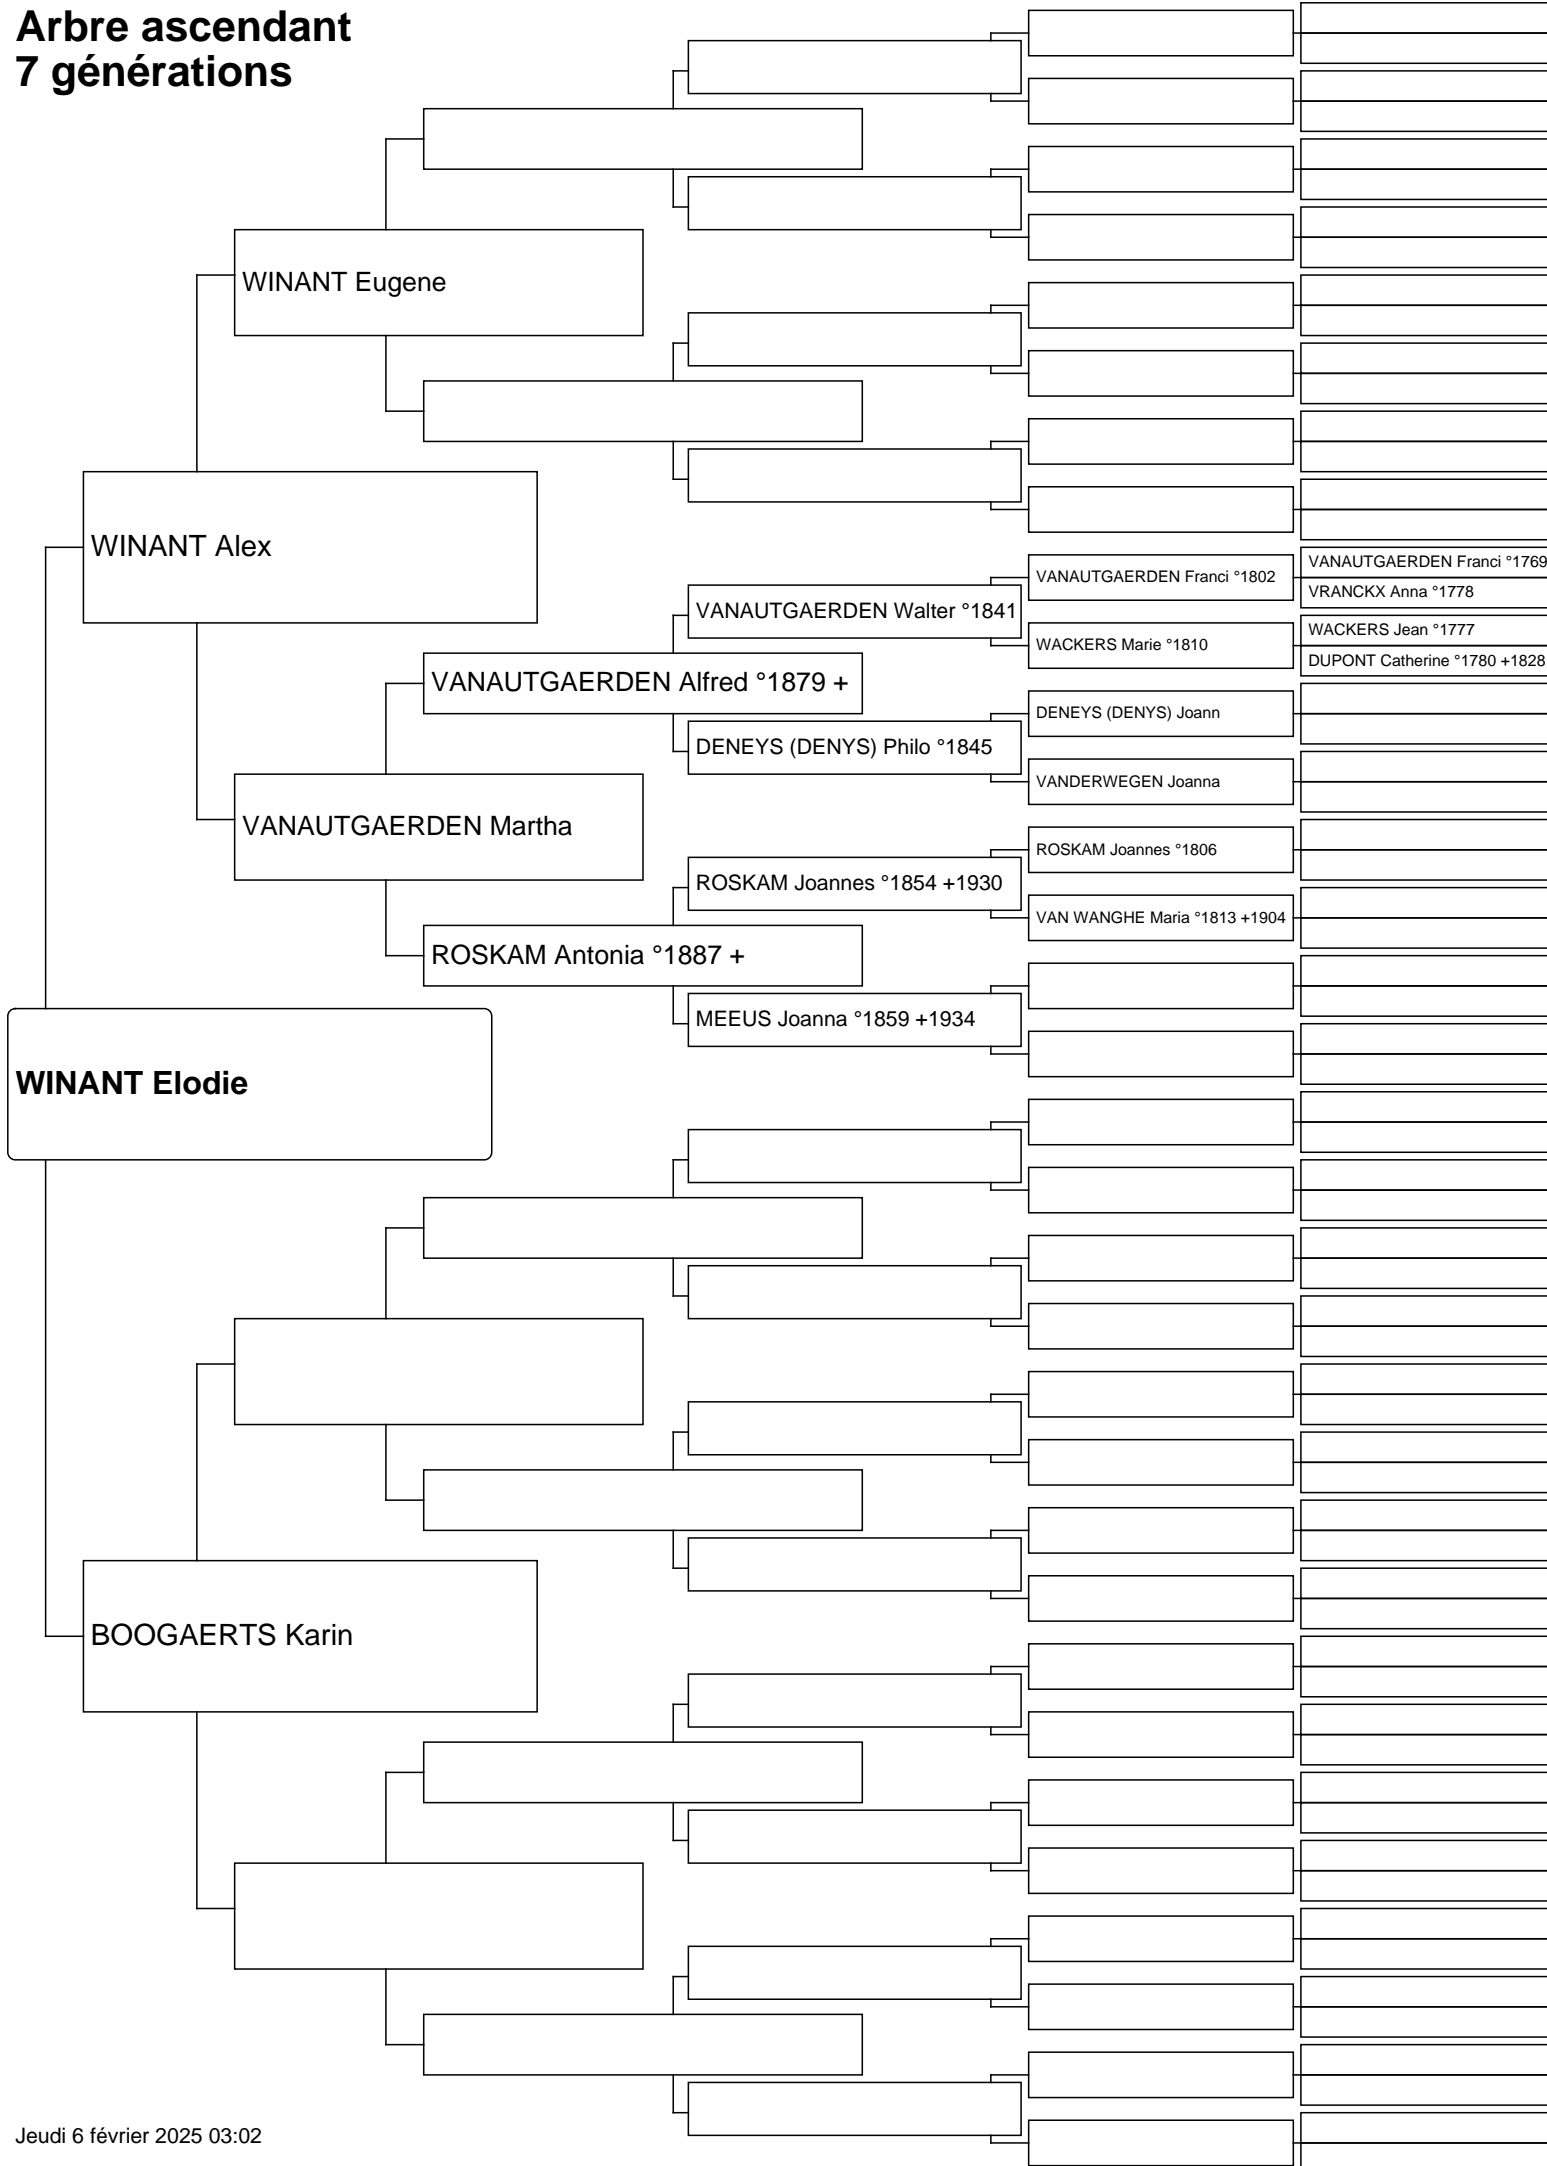 Arbre ascendant
7 générations
WINANT Eugene
WINANT Alex
VANAUTGAERDEN Franci °1802
VANAUTGAERDEN Franci °1769
VRANCKX Anna °1778
VANAUTGAERDEN Walter °1841
WACKERS Marie °1810
WACKERS Jean °1777
DUPONT Catherine °1780 +1828
VANAUTGAERDEN Alfred °1879 +
DENEYS (DENYS) Joann
DENEYS (DENYS) Philo °1845
VANDERWEGEN Joanna
VANAUTGAERDEN Martha
ROSKAM Joannes °1806
ROSKAM Joannes °1854 +1930
VAN WANGHE Maria °1813 +1904
ROSKAM Antonia °1887 +
MEEUS Joanna °1859 +1934
WINANT Elodie
BOOGAERTS Karin
Jeudi 6 février 2025 03:02